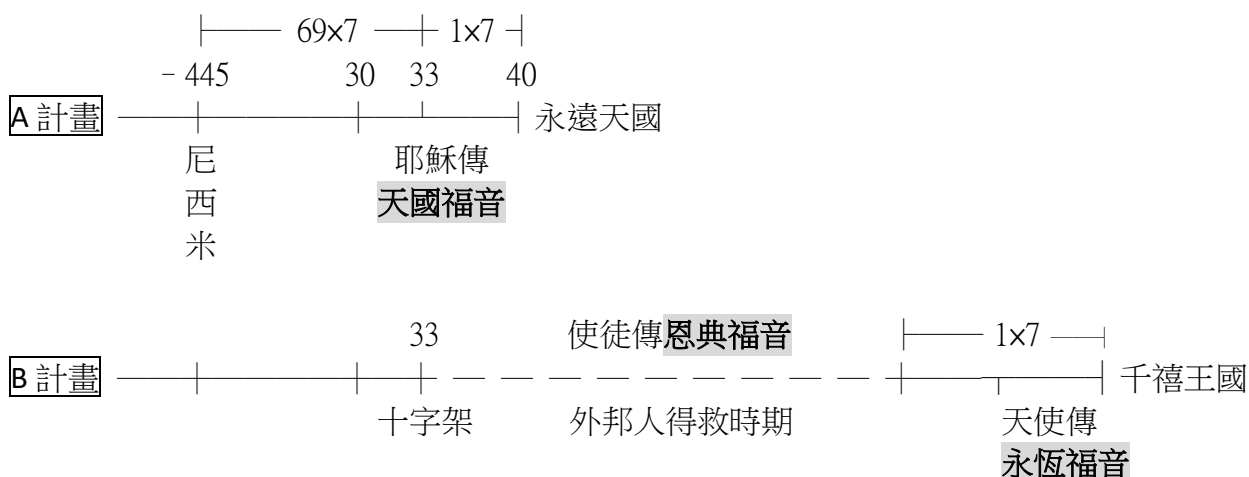 69×7 1×7
- 445 30 33 40
A 計畫 永遠天國
尼西米 耶穌傳
天國福音
33 使徒傳恩典福音 1×7
B 計畫 千禧王國
十字架 外邦人得救時期 天使傳
永恆福音